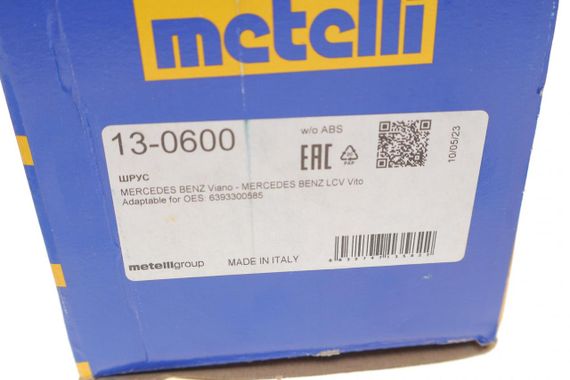 metelli
13-0600
w/o ABS
EAC
PAP
10/05/23
ШРУС
MERCEDES BENZ Viano - MERCEDES BENZ LCV Vito
Adaptable for OES: 6393300585
metelligroup
MADE IN ITALY